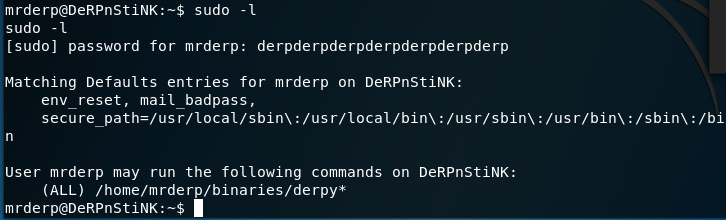 mrderp@DeRPnStiNK:~$ sudo -l
sudo -l
[sudo] password for mrderp: derpderpderpderpderpderpderp

Matching Defaults entries for mrderp on DeRPnStiNK:
    env_reset, mail_badpass,
    secure_path=/usr/local/sbin\:/usr/local/bin\:/usr/sbin\:/usr/bin\:/sbin\:/bi
n

User mrderp may run the following commands on DeRPnStiNK:
    (ALL) /home/mrderp/binaries/derpy*
mrderp@DeRPnStiNK:~$